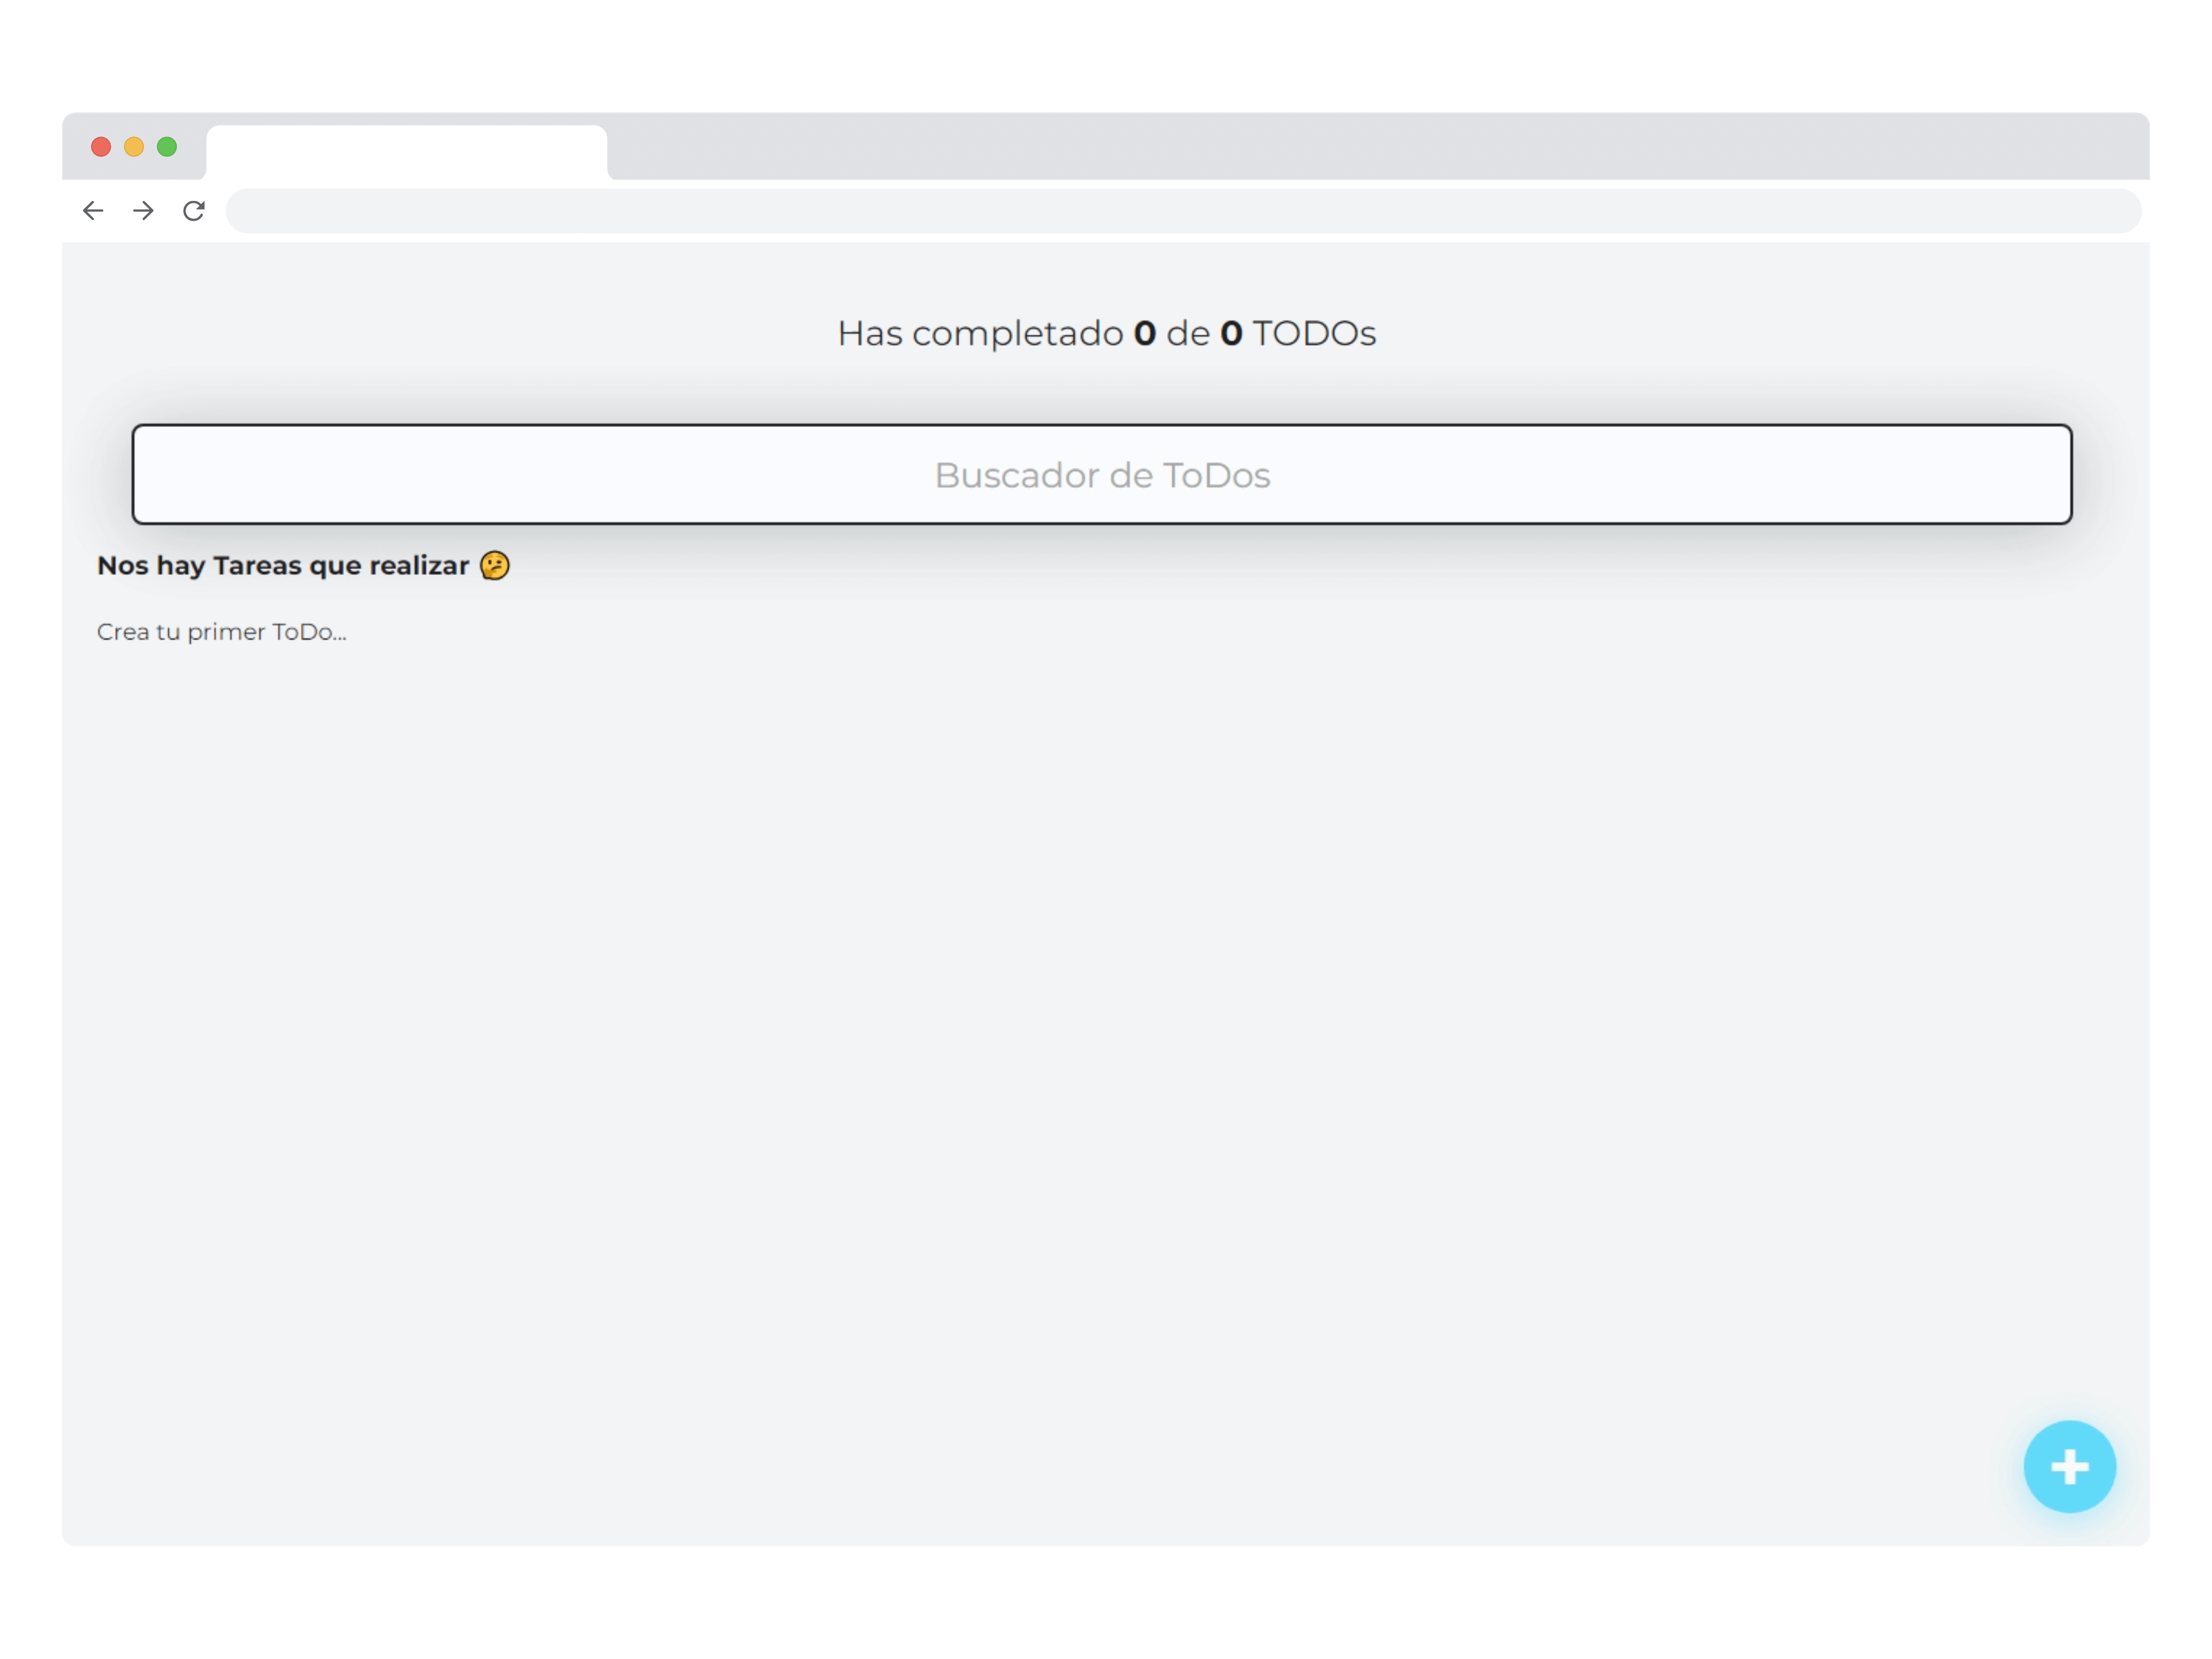 Has completado 0 de 0 TODOs
Buscador de ToDos
Nos hay Tareas que realizar 🤔
Crea tu primer ToDo...